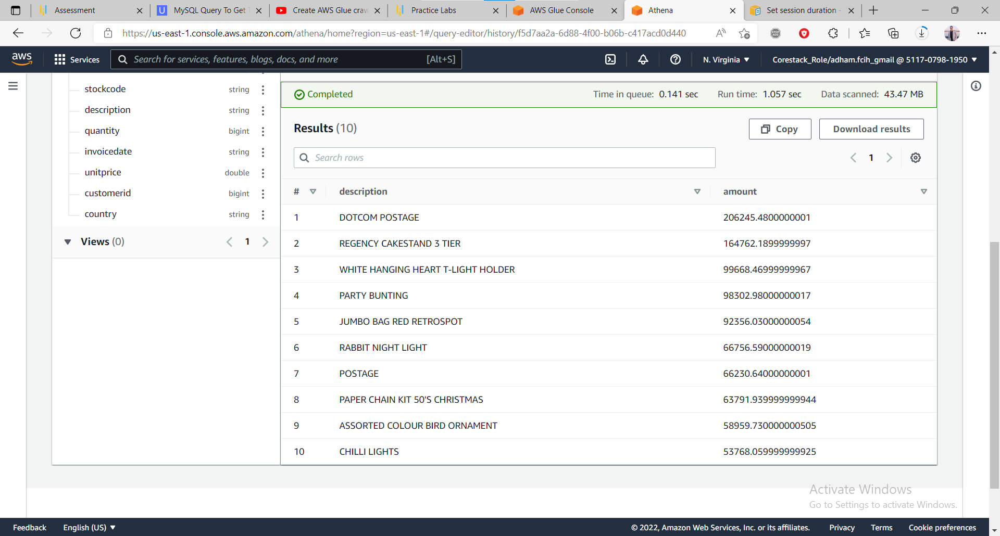 Assessment
MySQL Query To Get
Create AWS Glue craw
Practice Labs
AWS Glue Console
Athena
Set session duration -
https://us-east-1.console.aws.amazon.com/athena/home?region=us-east-1#/query-editor/history/f5d7aa2a-6d88-4f00-b06b-c417acd0d440
aws
Services
Search for services, features, blogs, docs, and more
[Alt+S]
N. Virginia
Corestack_Role/adham.fcih_gmail @ 5117-0798-1950
stockcode string
description string
quantity bigint
invoicedate string
unitprice double
customerid bigint
country string
Views (0)
1
Completed
Time in queue: 0.141 sec Run time: 1.057 sec Data scanned: 43.47 MB
Results (10)
Copy
Download results
Search rows
1
# description amount
1 DOTCOM POSTAGE 206245.4800000001
2 REGENCY CAKESTAND 3 TIER 164762.1899999997
3 WHITE HANGING HEART T-LIGHT HOLDER 99668.46999999967
4 PARTY BUNTING 98302.98000000017
5 JUMBO BAG RED RETROSPOT 92356.03000000054
6 RABBIT NIGHT LIGHT 66756.59000000019
7 POSTAGE 66230.64000000001
8 PAPER CHAIN KIT 50'S CHRISTMAS 63791.939999999944
9 ASSORTED COLOUR BIRD ORNAMENT 58959.730000000505
10 CHILLI LIGHTS 53768.059999999925
Activate Windows
Go to Settings to activate Windows.
Feedback
English (US)
© 2022, Amazon Web Services, Inc. or its affiliates.
Privacy
Terms
Cookie preferences